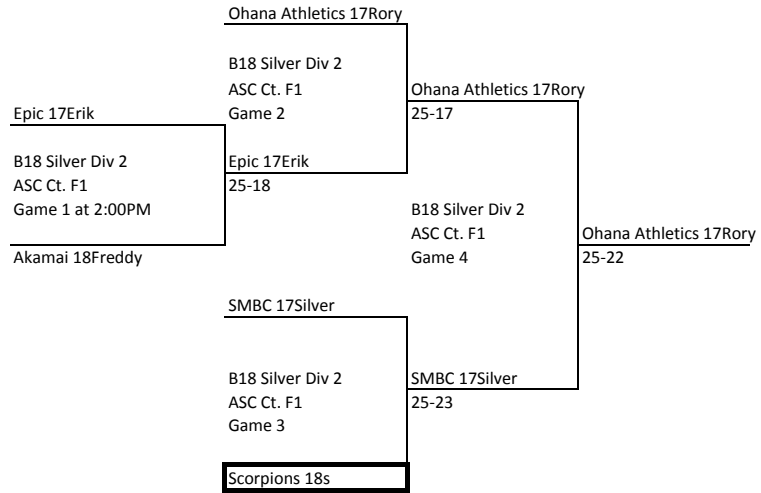 Ohana Athletics 17Rory
B18 Silver Div 2
ASC Ct. F1
Game 2
Ohana Athletics 17Rory
25-17
Epic 17Erik
B18 Silver Div 2
ASC Ct. F1
Game 1 at 2:00PM
Epic 17Erik
25-18
Akamai 18Freddy
B18 Silver Div 2
ASC Ct. F1
Game 4
Ohana Athletics 17Rory
25-22
SMBC 17Silver
B18 Silver Div 2
ASC Ct. F1
Game 3
SMBC 17Silver
25-23
Scorpions 18s